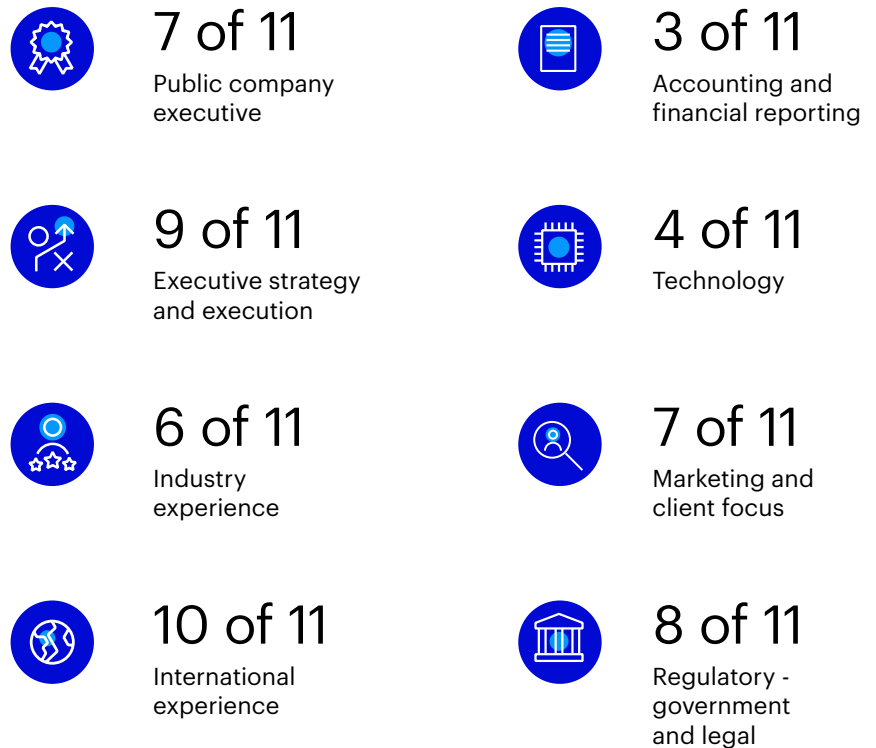 7 of 11
Public company
executive
3 of 11
Accounting and
financial reporting
9 of 11
Executive strategy
and execution
4 of 11
Technology
6 of 11
Industry
experience
7 of 11
Marketing and
client focus
10 of 11
International
experience
8 of 11
Regulatory -
government
and legal